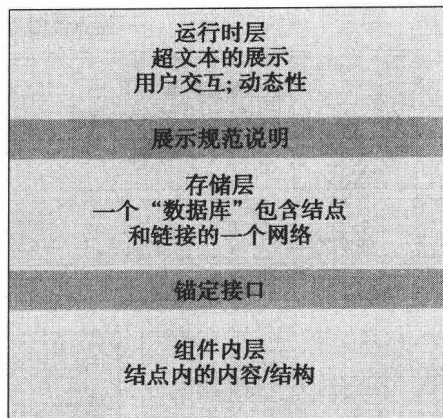 运行时层
超文本的展示
用户交互; 动态性
展示规范说明
存储层
一个“数据库”包含结点
和链接的一个网络
锚定接口
组件内层
结点内的内容/结构